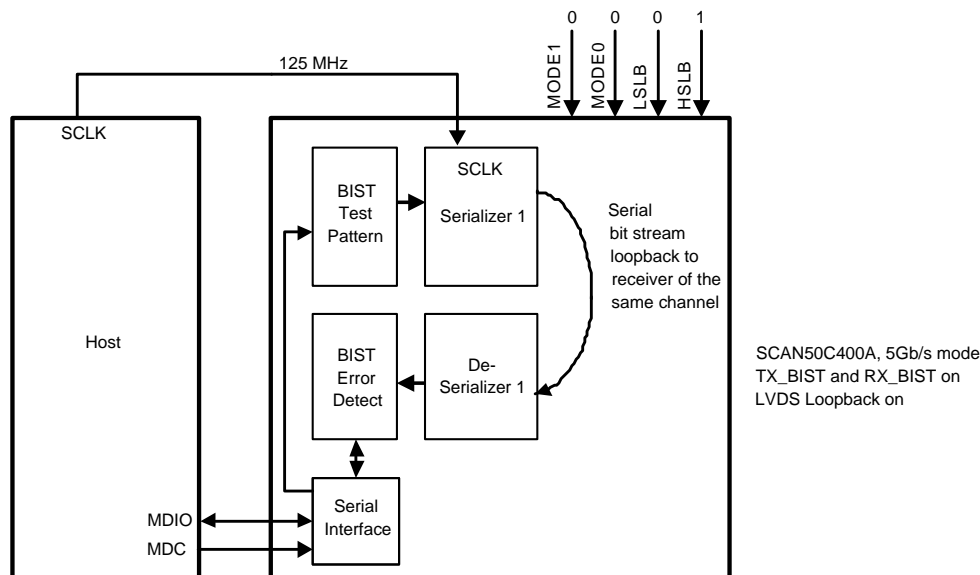 0 0 0 1
MODE1
MODE0
LSLB
HSLB
125 MHz
SCLK
Host
MDIO
MDC
BIST
Test
Pattern
SCLK
Serializer 1
Serial
bit stream
loopback to
receiver of the
same channel
BIST
Error
Detect
De-
Serializer 1
Serial
Interface
SCAN50C400A, 5Gb/s mode
TX_BIST and RX_BIST on
LVDS Loopback on